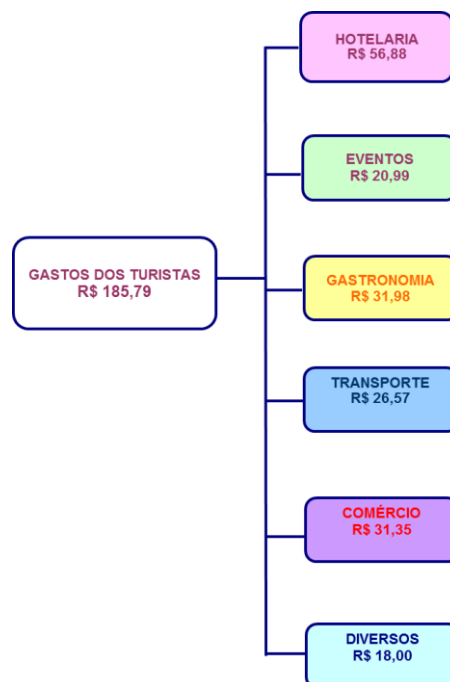 HOTELARIA
R$ 56,88
EVENTOS
R$ 20,99
GASTOS DOS TURISTAS
R$ 185,79
GASTRONOMIA
R$ 31,98
TRANSPORTE
R$ 26,57
COMÉRCIO
R$ 31,35
DIVERSOS
R$ 18,00